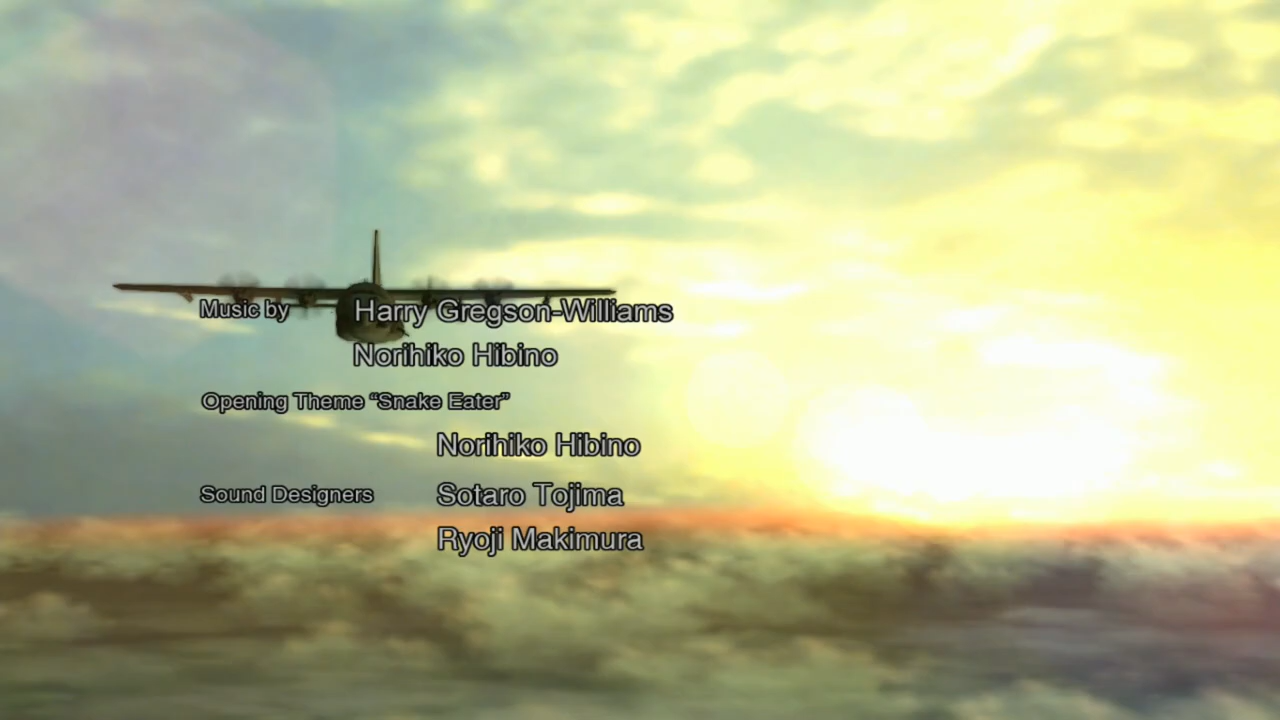 Music by Harry Gregson-Williams
Norihiko Hibino
Opening Theme “Snake Eater”
Norihiko Hibino
Sound Designers Sotaro Tojima
Ryoji Makimura